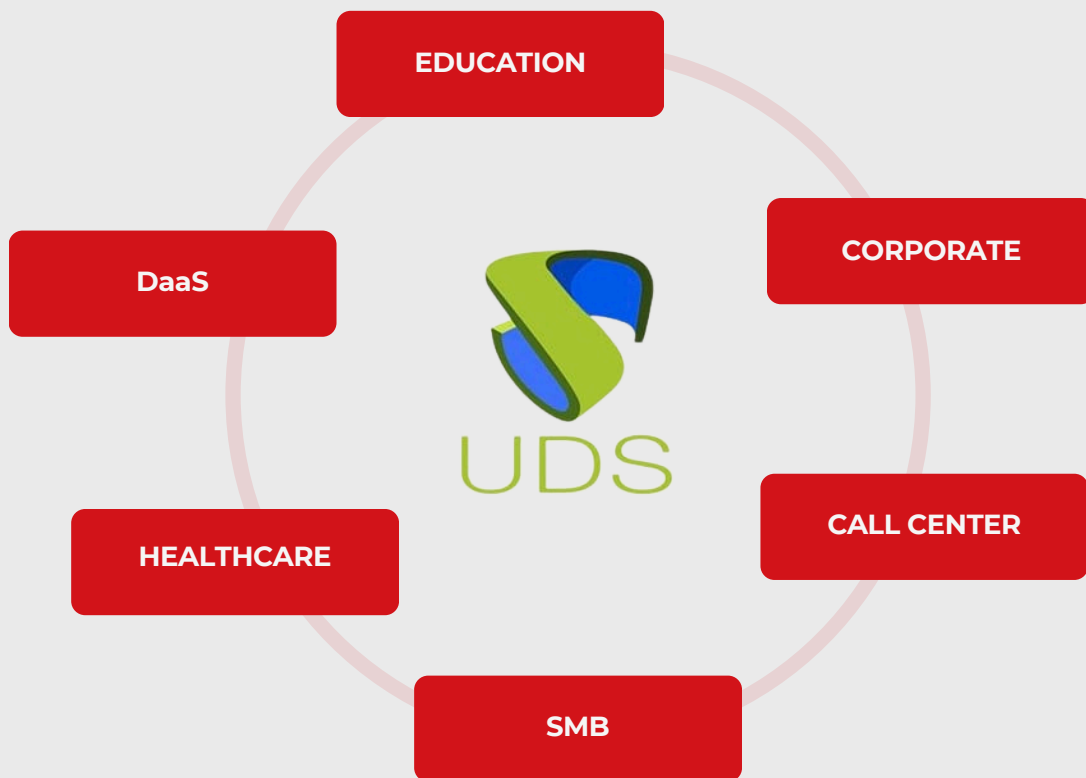 EDUCATION
CORPORATE
DaaS
UDS
CALL CENTER
HEALTHCARE
SMB